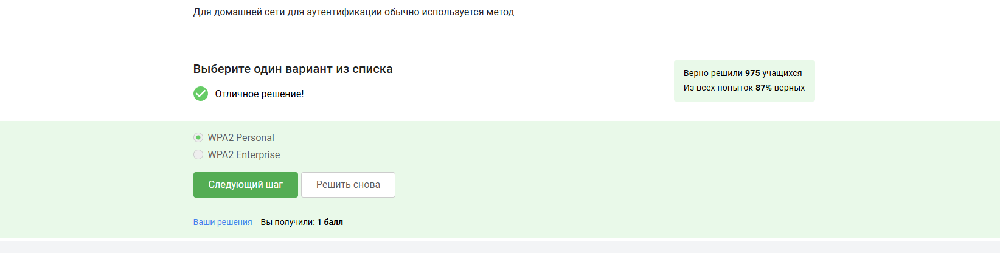 Для домашней сети для аутентификации обычно используется метод
Выберите один вариант из списка
Отличное решение!
Верно решили 975 учащихся
Из всех попыток 87% верных
WPA2 Personal
WPA2 Enterprise
Следующий шаг
Решить снова
Ваши решения Вы получили: 1 балл